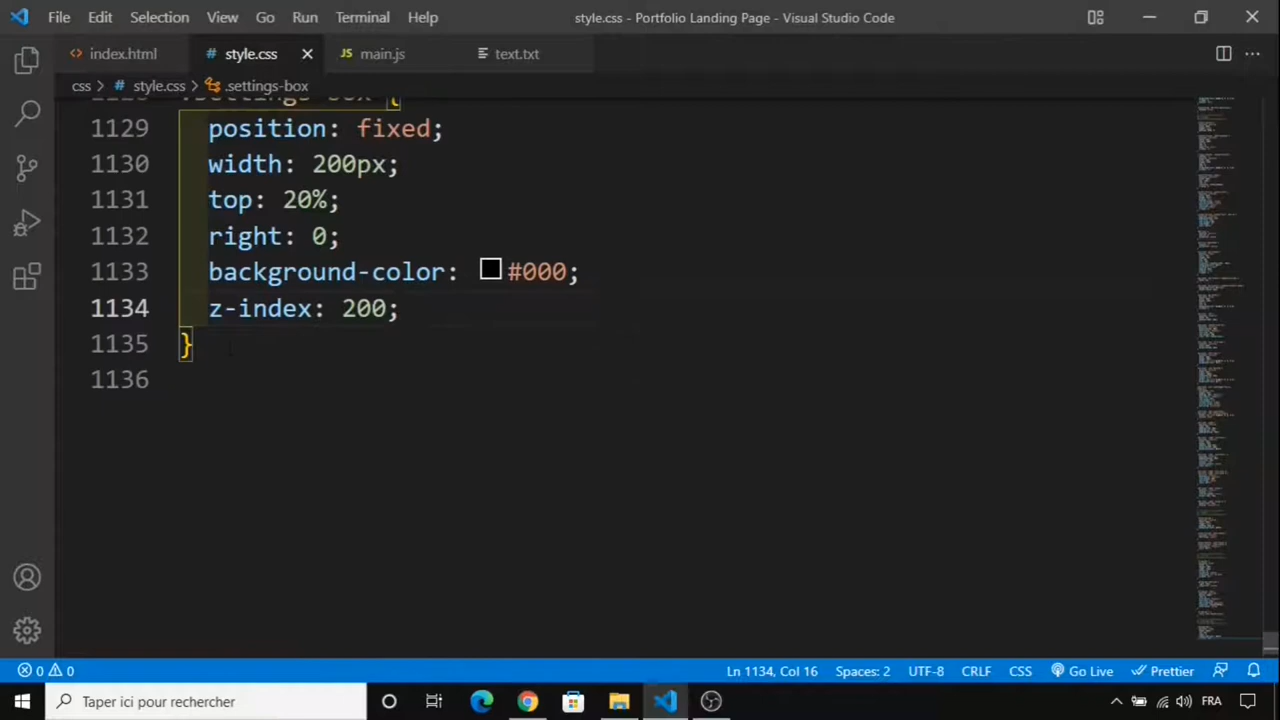 File Edit Selection View Go Run Terminal Help style.css - Portfolio Landing Page - Visual Studio Code
index.html # style.css JS main.js text.txt
css > # style.css > .settings-box
.settings-box {
1129 position: fixed;
1130 width: 200px;
1131 top: 20%;
1132 right: 0;
1133 background-color: #000;
1134 z-index: 200;
1135 }
1136
0 0 Ln 1134, Col 16 Spaces: 2 UTF-8 CRLF CSS Go Live Prettier
Taper ici pour rechercher FRA